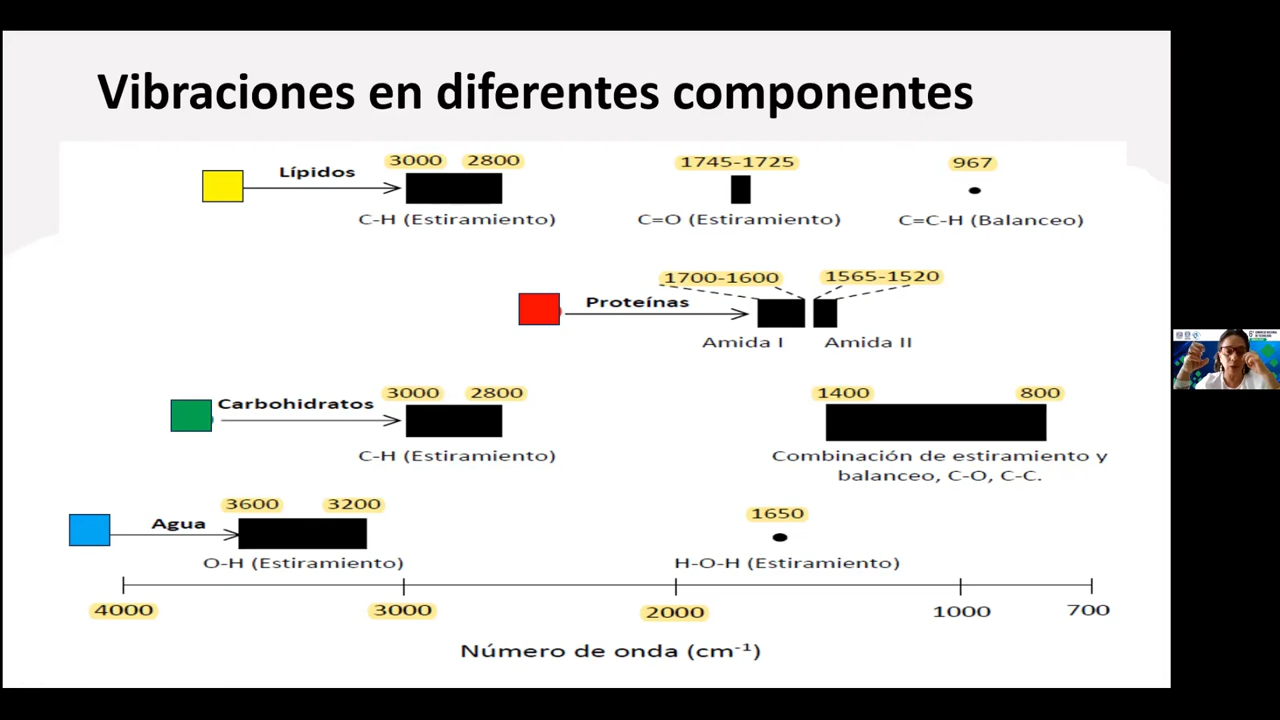 Vibraciones en diferentes componentes
3000 2800 1745-1725 967
Lípidos
C-H (Estiramiento) C=O (Estiramiento) C=C-H (Balanceo)
1700-1600 1565-1520
Proteínas
Amida I Amida II
3000 2800 1400 800
Carbohidratos
C-H (Estiramiento) Combinación de estiramiento y
balanceo, C-O, C-C.
3600 3200 1650
Agua
O-H (Estiramiento) H-O-H (Estiramiento)
4000 3000 2000 1000 700
Número de onda (cm⁻¹)